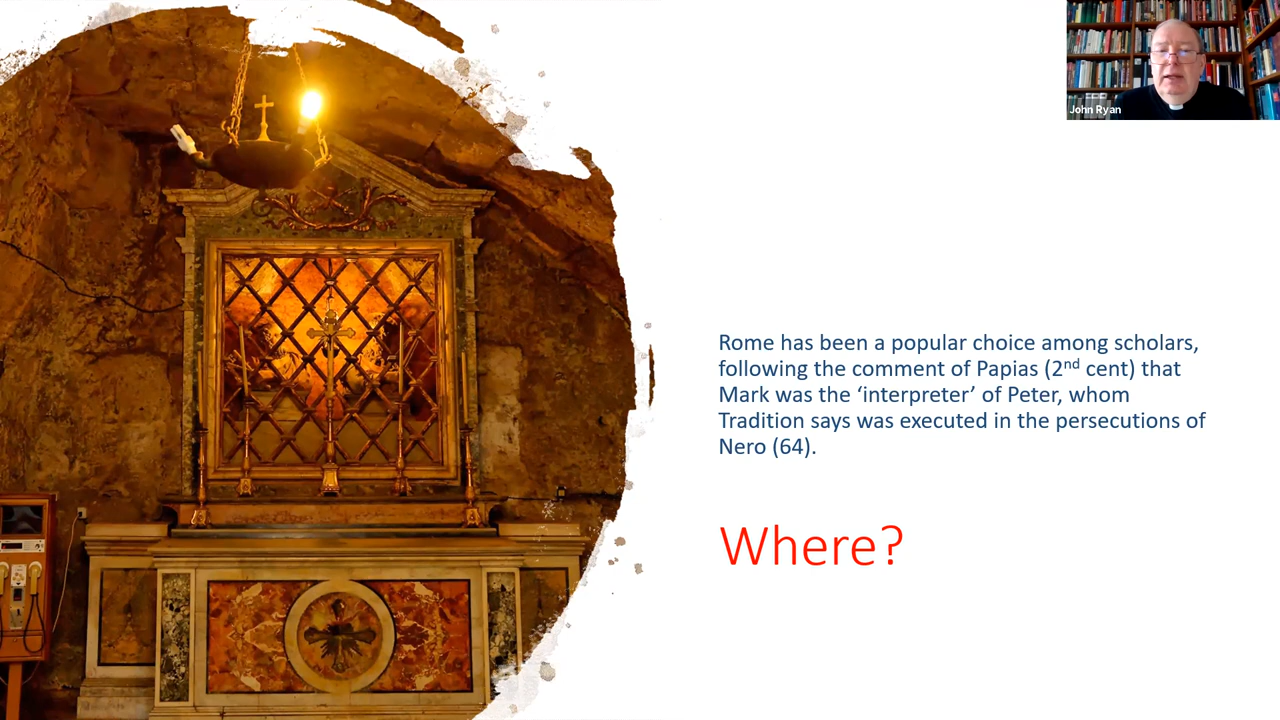 John Ryan
Rome has been a popular choice among scholars,
following the comment of Papias (2nd cent) that
Mark was the ‘interpreter’ of Peter, whom
Tradition says was executed in the persecutions of
Nero (64).
Where?